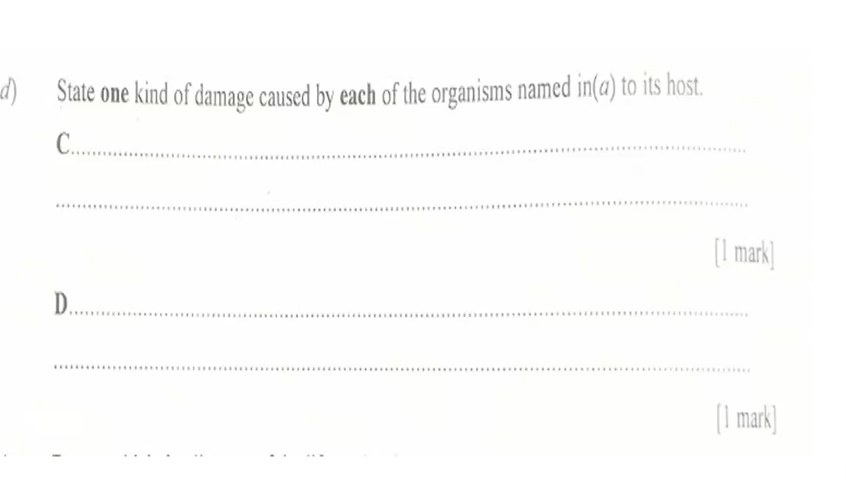 d) State one kind of damage caused by each of the organisms named in(a) to its host.
C......................................................................
......................................................................
[1 mark]
D......................................................................
......................................................................
[1 mark]